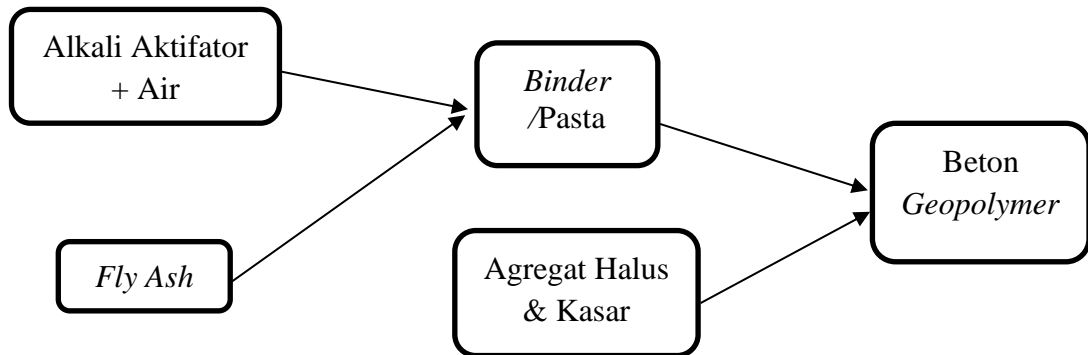 Alkali Aktifator
+ Air
Fly Ash
Binder
/Pasta
Agregat Halus
& Kasar
Beton
Geopolymer